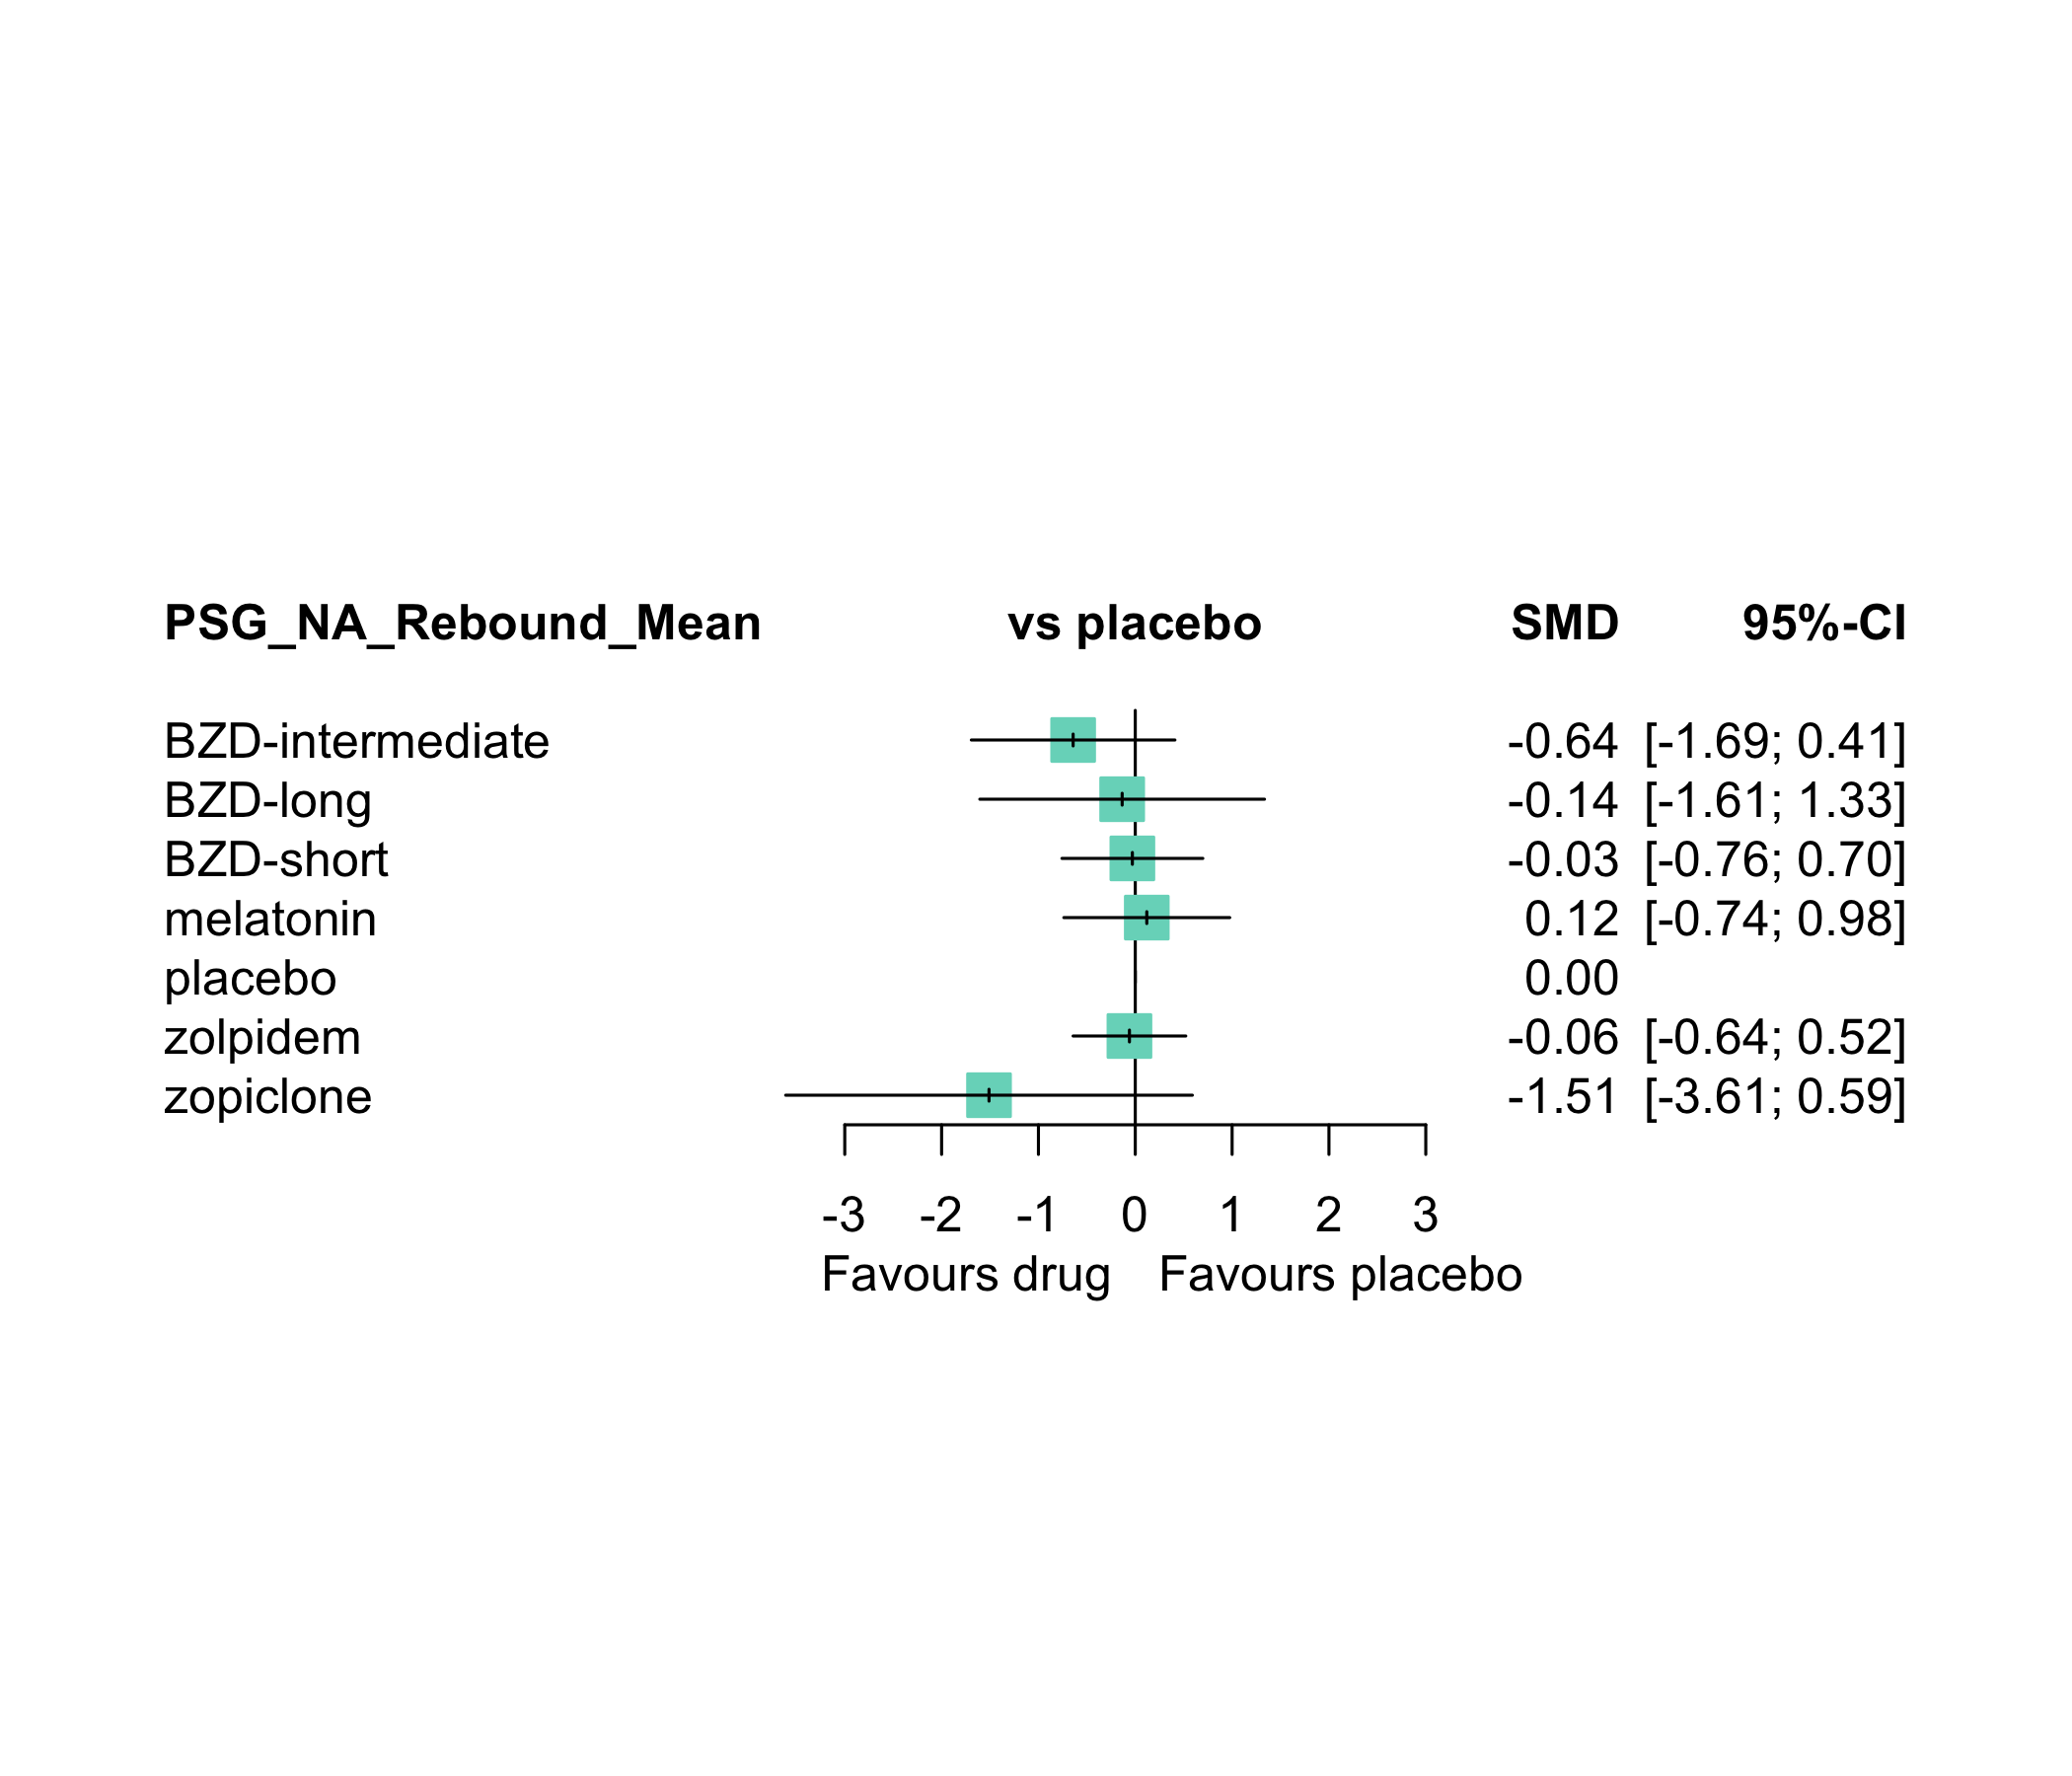 PSG_NA_Rebound_Mean vs placebo SMD 95%-CI
BZD-intermediate -0.64 [-1.69; 0.41]
BZD-long -0.14 [-1.61; 1.33]
BZD-short -0.03 [-0.76; 0.70]
melatonin 0.12 [-0.74; 0.98]
placebo 0.00
zolpidem -0.06 [-0.64; 0.52]
zopiclone -1.51 [-3.61; 0.59]
-3 -2 -1 0 1 2 3
Favours drug Favours placebo